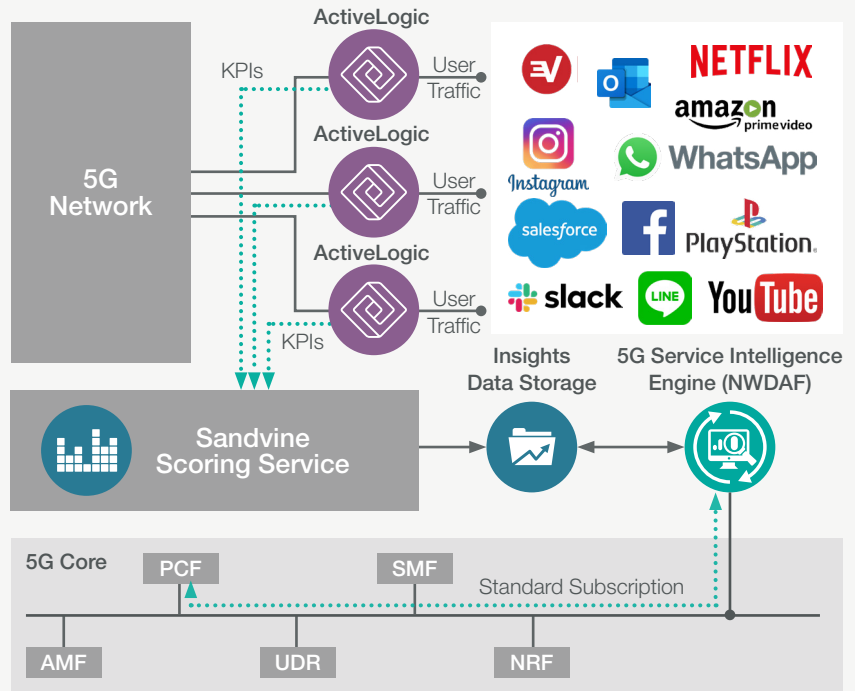 ActiveLogic
KPIs
User
Traffic
5G
Network
ActiveLogic
User
Traffic
ActiveLogic
User
Traffic
KPIs
NETFLIX
amazon
prime video
Instagram
WhatsApp
salesforce
PlayStation
slack
LINE
YouTube
Insights
Data Storage
5G Service Intelligence
Engine (NWDAF)
Sandvine
Scoring Service
5G Core
PCF
SMF
Standard Subscription
AMF
UDR
NRF